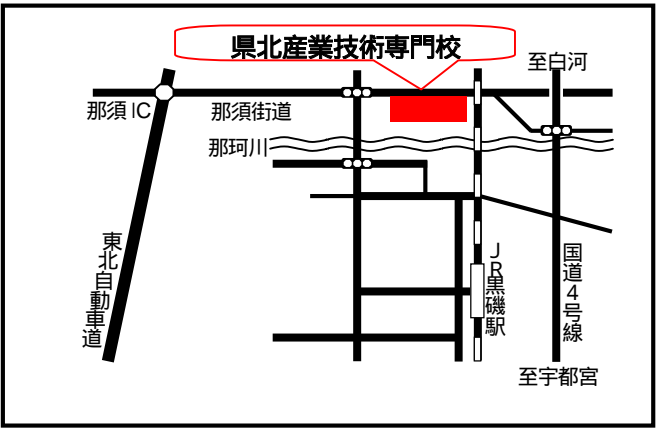 県北産業技術専門校
至白河
那須IC
那須街道
那珂川
東北自動車道
JR黒磯駅
国道4号線
至宇都宮